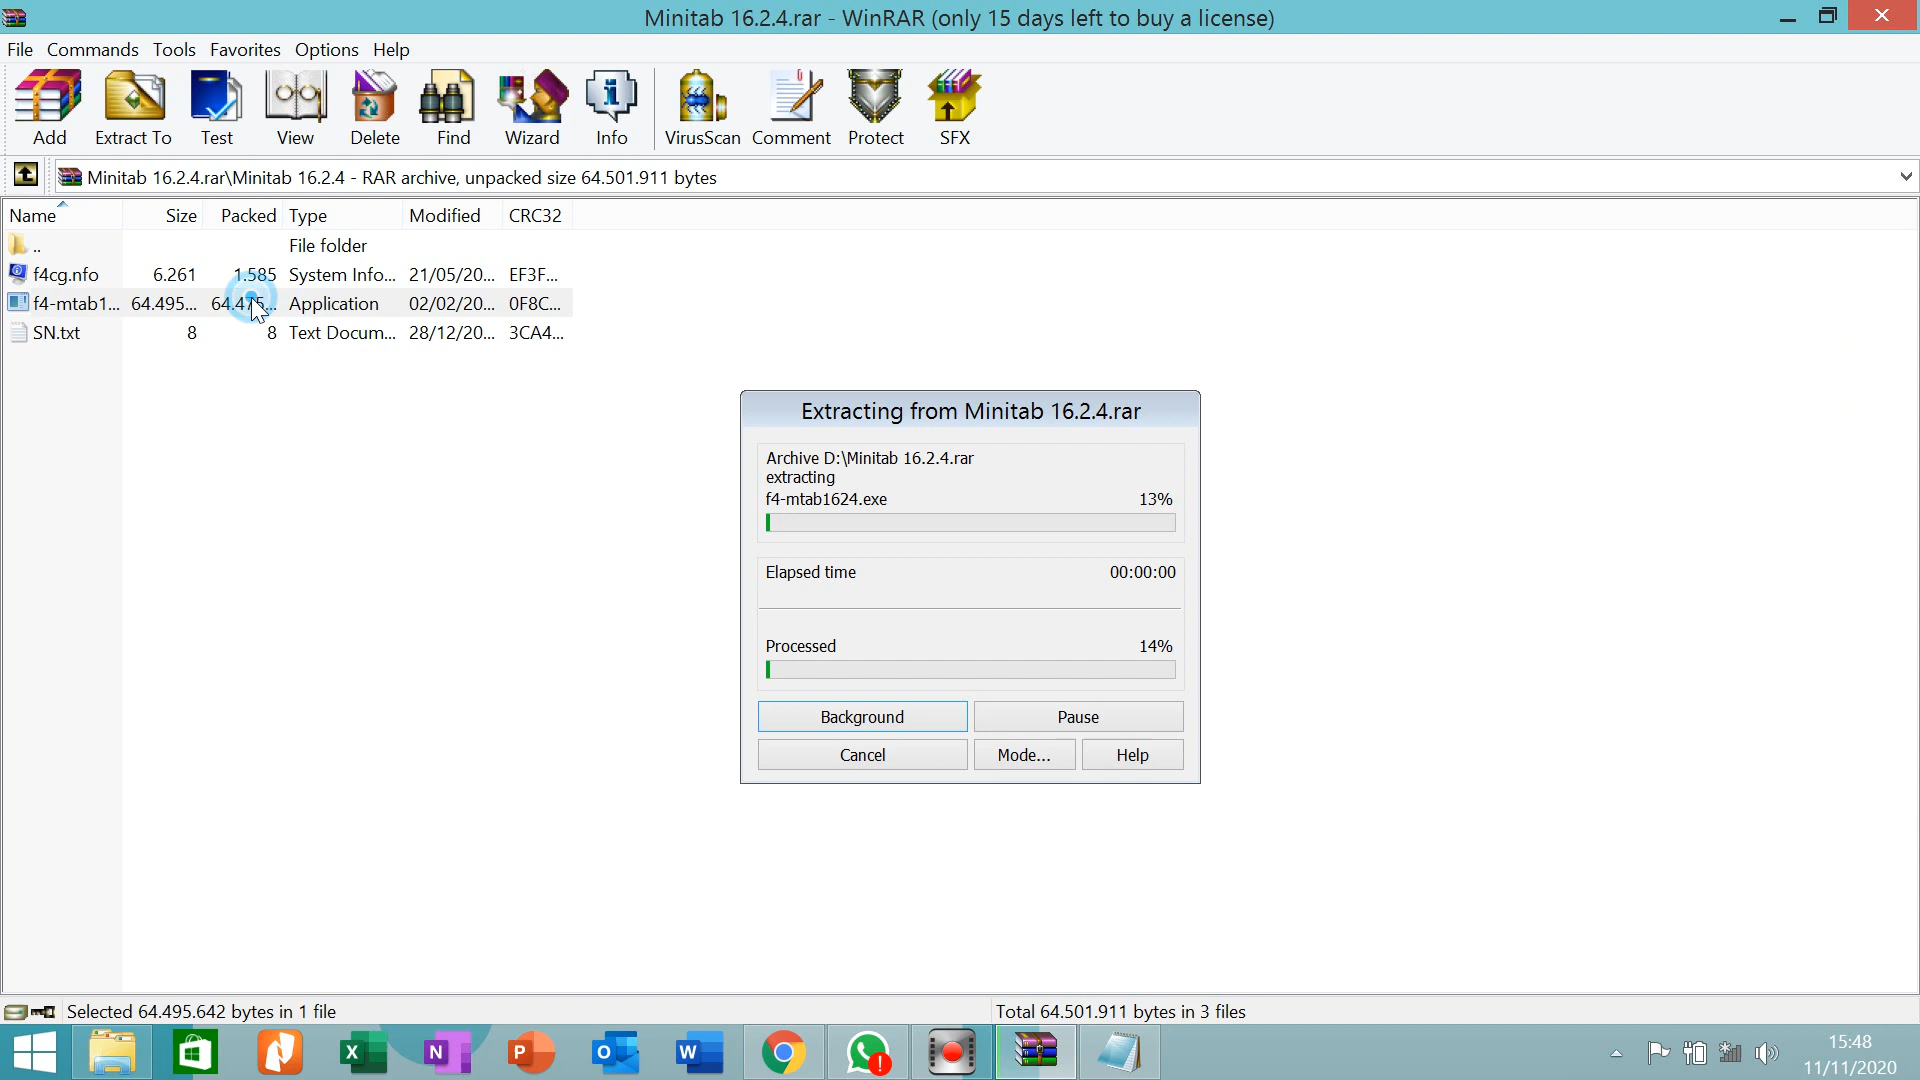 Minitab 16.2.4.rar - WinRAR (only 15 days left to buy a license)
File Commands Tools Favorites Options Help
Add Extract To Test View Delete Find Wizard Info VirusScan Comment Protect SFX
Minitab 16.2.4.rar\Minitab 16.2.4 - RAR archive, unpacked size 64.501.911 bytes
Name Size Packed Type Modified CRC32
.. File folder
f4cg.nfo 6.261 1.585 System Info... 21/05/20... EF3F...
f4-mtab1... 64.495... 64.475... Application 02/02/20... 0F8C...
SN.txt 8 8 Text Docum... 28/12/20... 3CA4...
Extracting from Minitab 16.2.4.rar
Archive D:\Minitab 16.2.4.rar
extracting
f4-mtab1624.exe 13%
Elapsed time 00:00:00
Processed 14%
Background Pause
Cancel Mode... Help
Selected 64.495.642 bytes in 1 file Total 64.501.911 bytes in 3 files
15:48
11/11/2020